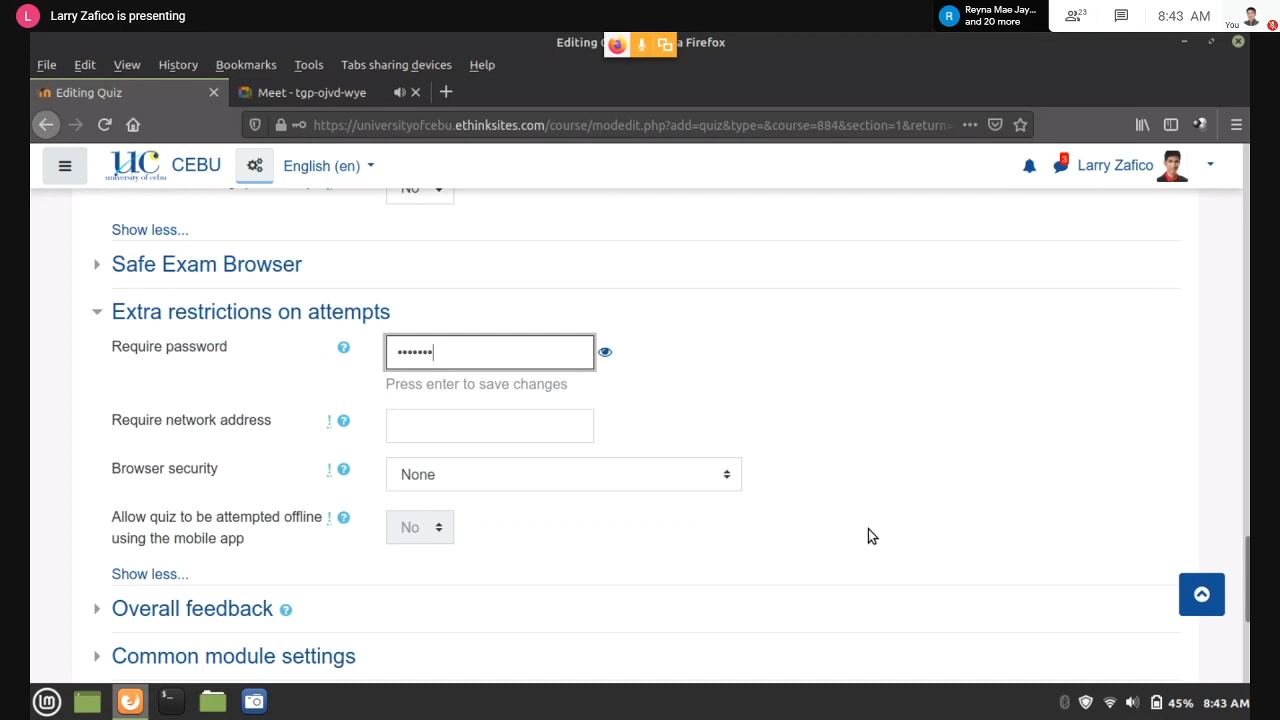 L Larry Zafico is presenting
R Reyna Mae Jay...
and 20 more
23
8:43 AM
You
Editing
a Firefox
File Edit View History Bookmarks Tools Tabs sharing devices Help
Editing Quiz
Meet - tgp-ojvd-wye
https://universityofcebu.ethinksites.com/course/modedit.php?add=quiz&type=&course=884&section=1&return=
UC
university of cebu
CEBU
English (en)
3
Larry Zafico
No
Show less...
Safe Exam Browser
Extra restrictions on attempts
Require password ? •••••••
Press enter to save changes
Require network address ! ?
Browser security ! ? None
Allow quiz to be attempted offline ! ? No
using the mobile app
Show less...
Overall feedback ?
Common module settings
45% 8:43 AM